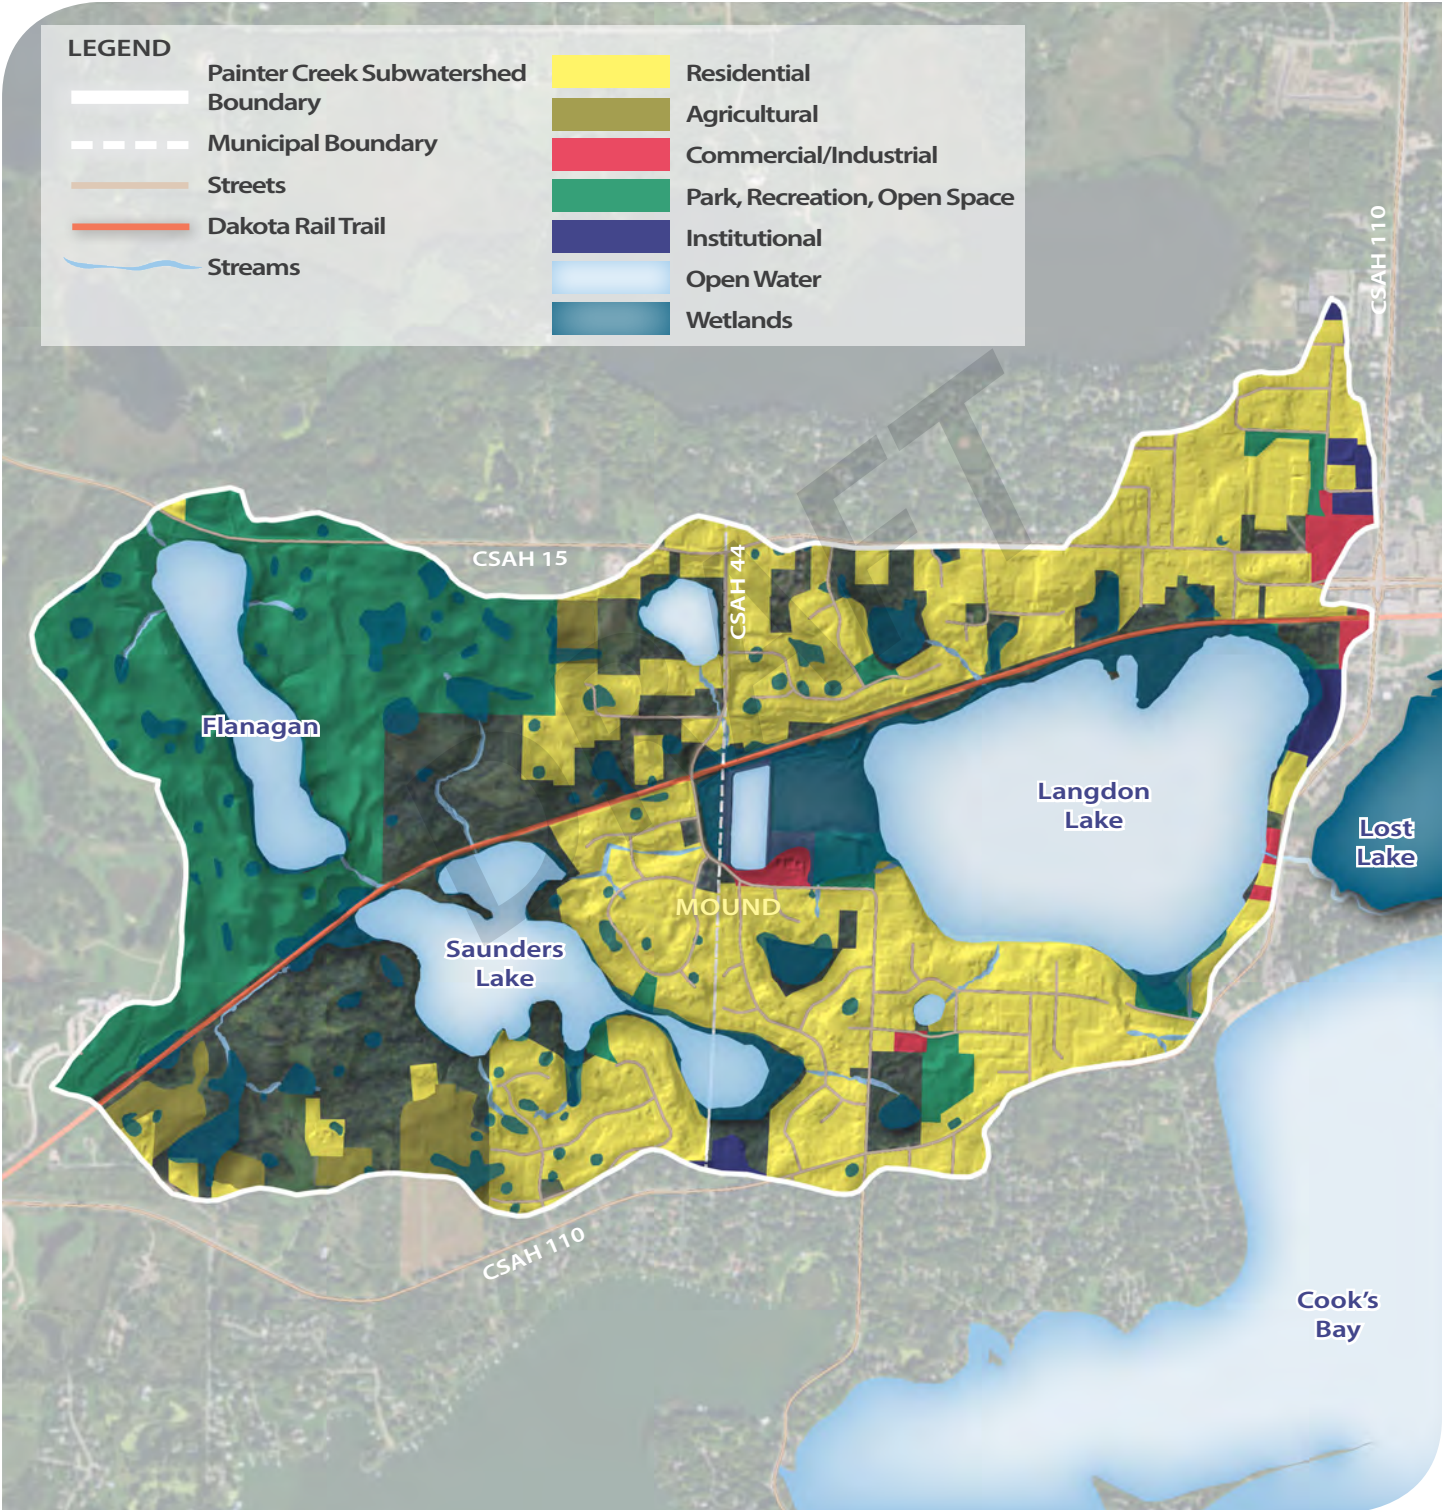 LEGEND
Painter Creek Subwatershed
Boundary
Municipal Boundary
Streets
Dakota Rail Trail
Streams
Residential
Agricultural
Commercial/Industrial
Park, Recreation, Open Space
Institutional
Open Water
Wetlands
CSAH 110
DRAFT
CSAH 15
CSAH 44
Flanagan
Langdon
Lake
Lost
Lake
MOUND
Saunders
Lake
CSAH 110
Cook's
Bay